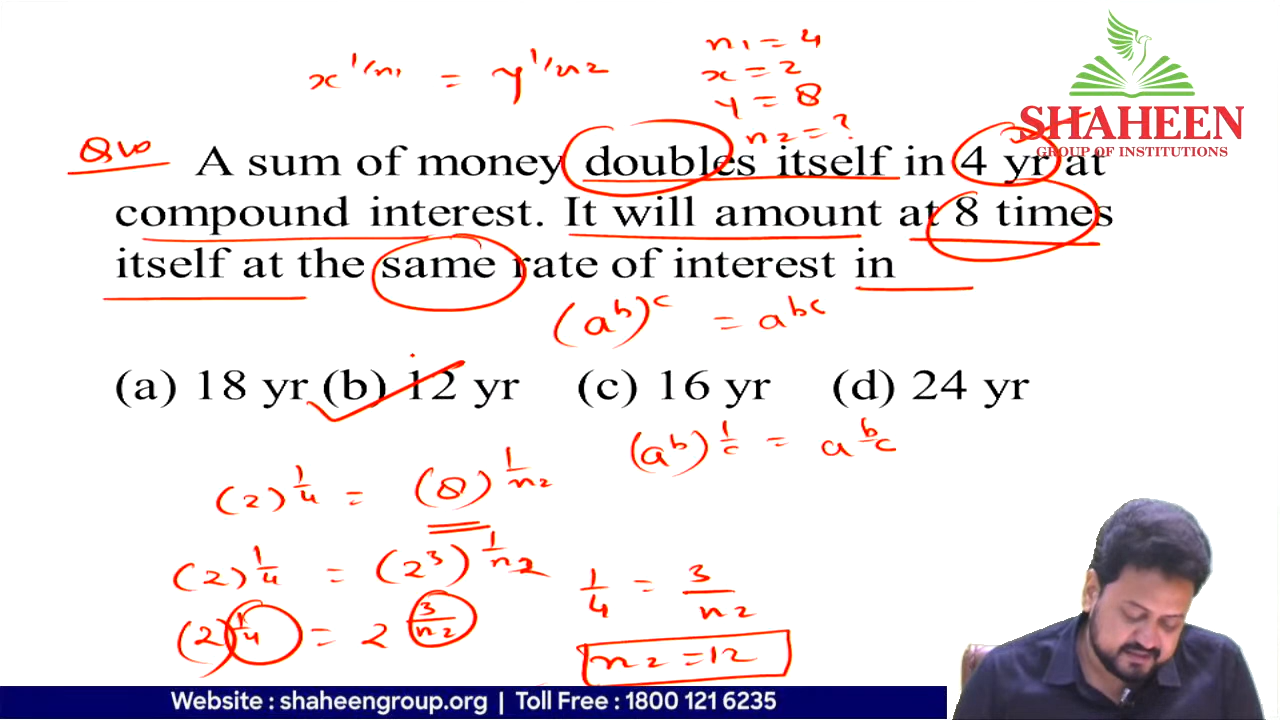 x^1/n1 = y^1/n2
n1 = 4
x = 2
y = 8
n2 = ?
SHAHEEN
GROUP OF INSTITUTIONS
Q10
A sum of money doubles itself in 4 yr at
compound interest. It will amount at 8 times
itself at the same rate of interest in
(a^b)^c = a^bc
(a) 18 yr (b) 12 yr (c) 16 yr (d) 24 yr
(a^b)^1/c = a^b/c
(2)^1/4 = (8)^1/n2
(2)^1/4 = (2^3)^1/n2
1/4 = 3/n2
(2)^1/4 = 2^3/n2
n2 = 12
Website : shaheengroup.org | Toll Free : 1800 121 6235